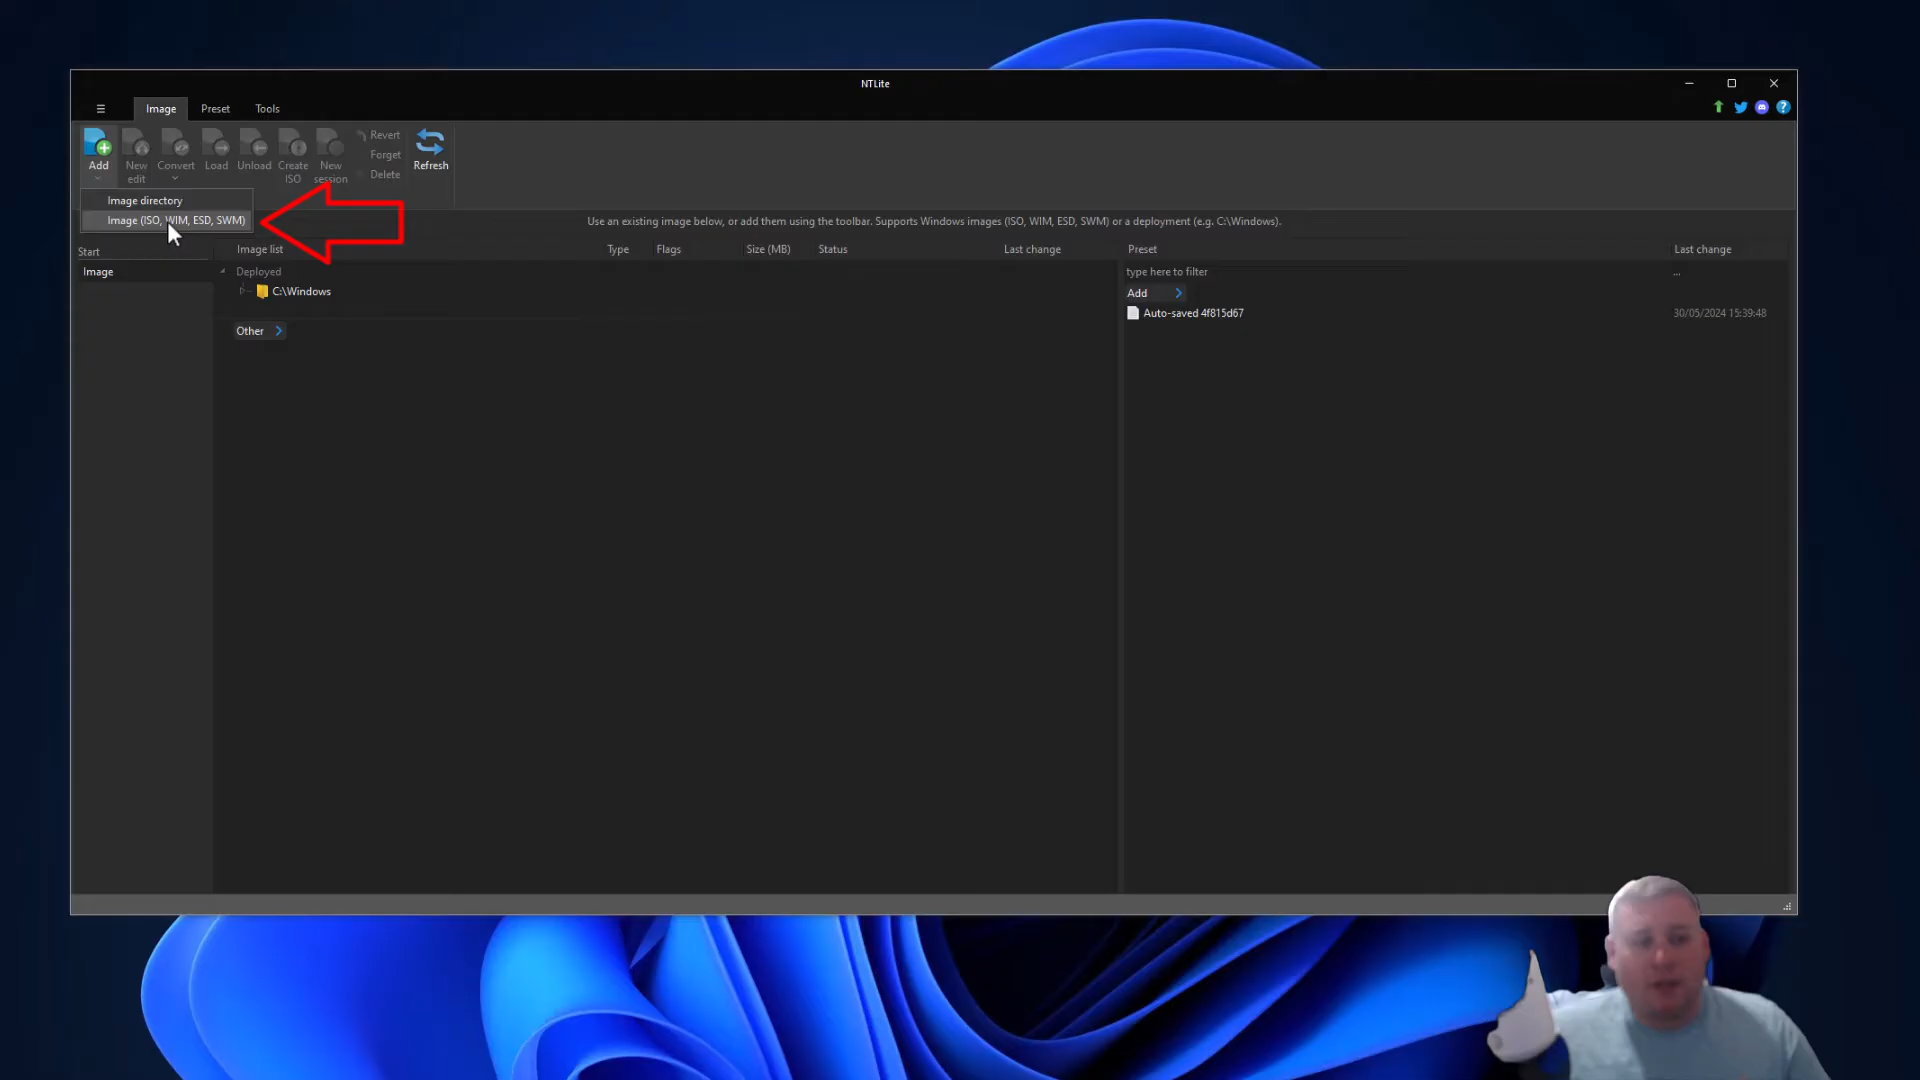 NTLite
Image Preset Tools
Add New edit Convert Load Unload Create ISO New session Revert Forget Delete Refresh
Image directory
Image (ISO, WIM, ESD, SWM)
Use an existing image below, or add them using the toolbar. Supports Windows images (ISO, WIM, ESD, SWM) or a deployment (e.g. C:\Windows).
Start
Image
Image list Type Flags Size (MB) Status Last change
Deployed
C:\Windows
Other
Preset Last change
type here to filter ...
Add
Auto-saved 4f815d67 30/05/2024 15:39:48